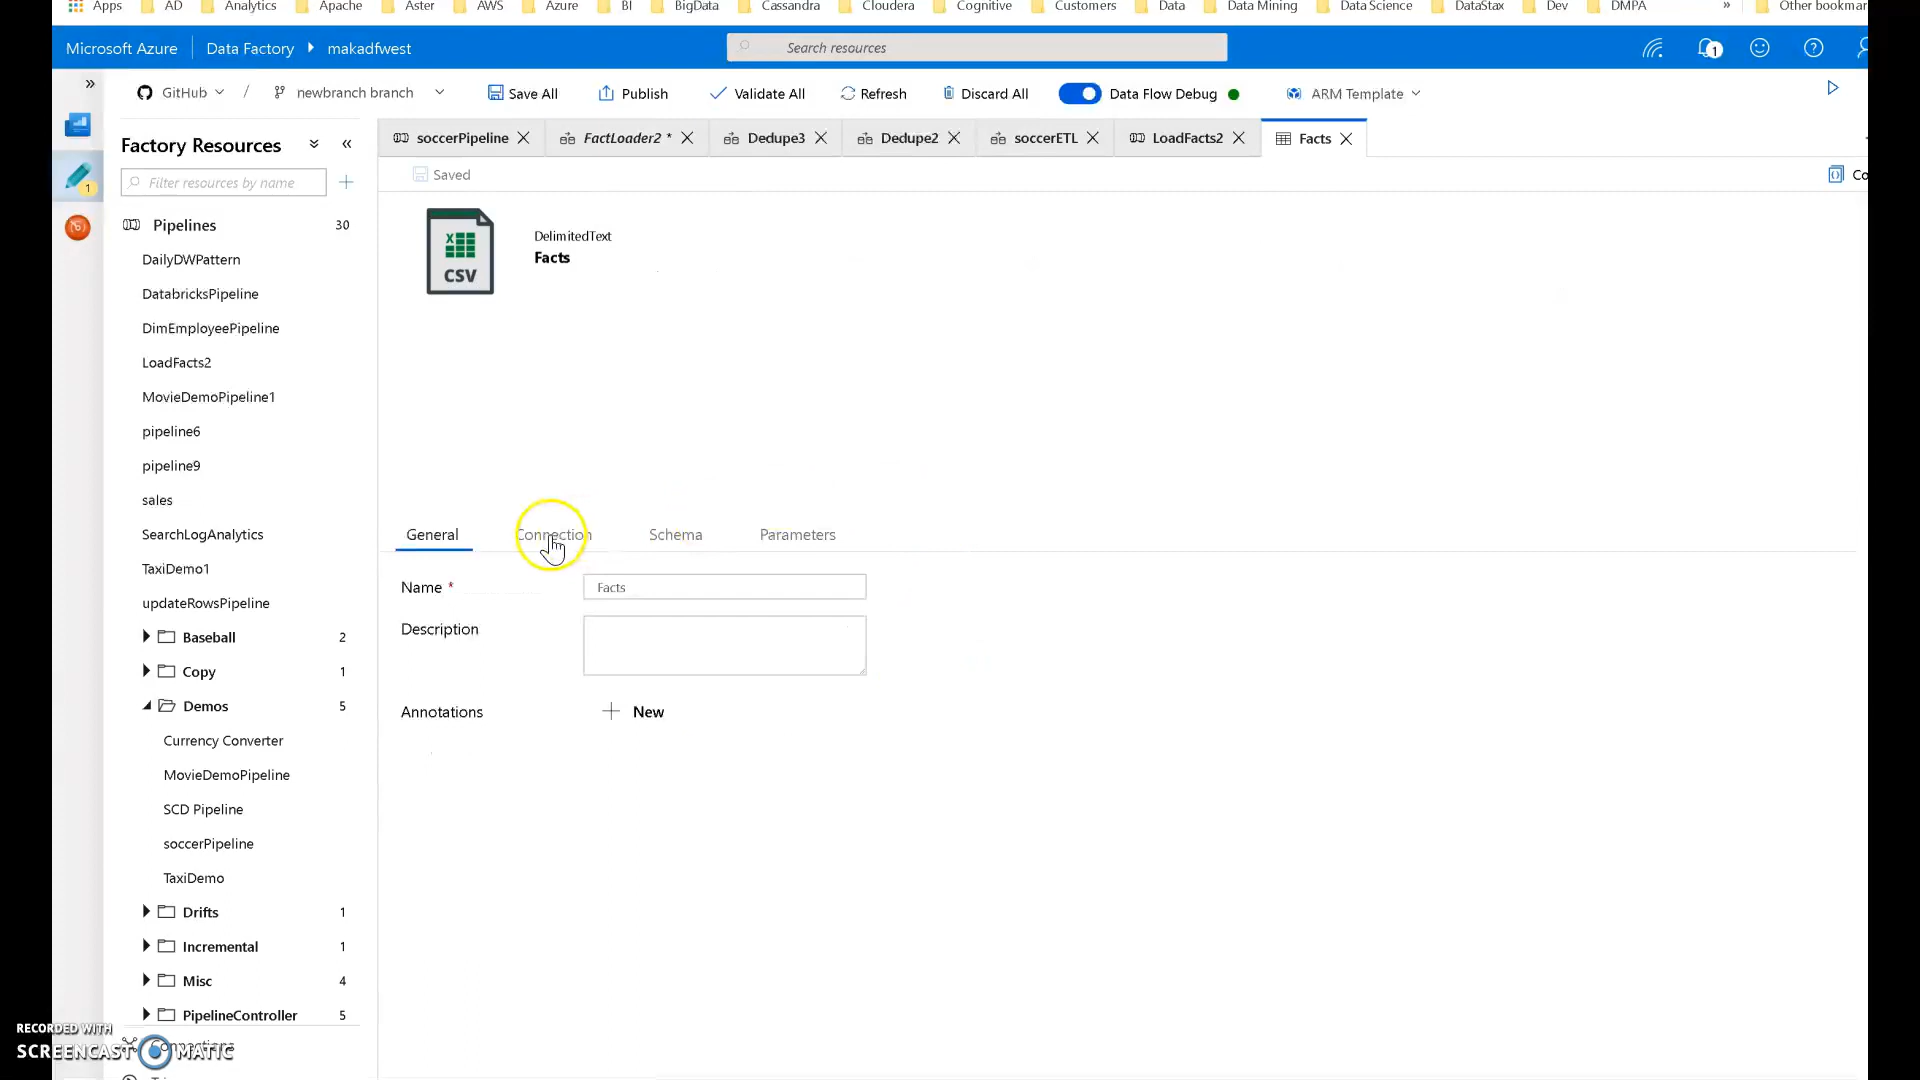 Apps AD Analytics Apache Aster AWS Azure BI BigData Cassandra Cloudera Cognitive Customers Data Data Mining Data Science DataStax Dev DMPA » Other bookmar
Microsoft Azure Data Factory makadfwest Search resources 1
» GitHub / newbranch branch Save All Publish Validate All Refresh Discard All Data Flow Debug ARM Template
soccerPipeline FactLoader2 * Dedupe3 Dedupe2 soccerETL LoadFacts2 Facts
Factory Resources
Saved Co
Filter resources by name
1
Pipelines 30
DailyDWPattern
DatabricksPipeline
DimEmployeePipeline
LoadFacts2
MovieDemoPipeline1
pipeline6
pipeline9
sales
SearchLogAnalytics
TaxiDemo1
updateRowsPipeline
Baseball 2
Copy 1
Demos 5
Currency Converter
MovieDemoPipeline
SCD Pipeline
soccerPipeline
TaxiDemo
Drifts 1
Incremental 1
Misc 4
PipelineController 5
Connections
CSV
DelimitedText
Facts
General Connection Schema Parameters
Name * Facts
Description
Annotations New
RECORDED WITH
SCREENCAST MATIC